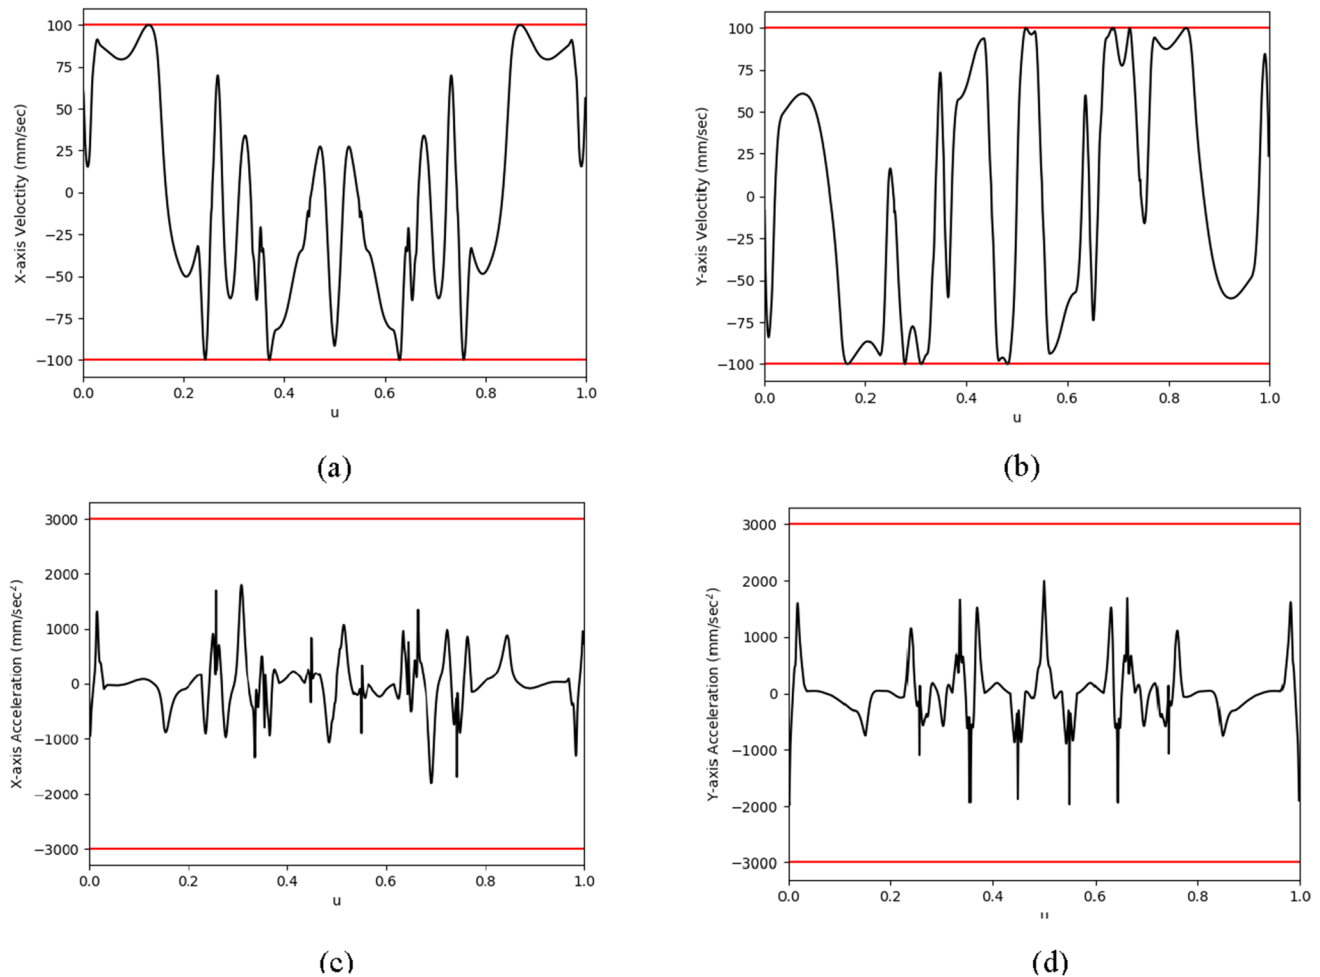 100
75
50
25
0
−25
−50
−75
−100
X-axis Veloctity (mm/sec)
0.0 0.2 0.4 0.6 0.8 1.0
u
(a)
100
75
50
25
0
−25
−50
−75
−100
Y-axis Veloctity (mm/sec)
0.0 0.2 0.4 0.6 0.8 1.0
u
(b)
3000
2000
1000
0
−1000
−2000
−3000
X-axis Acceleration (mm/sec²)
0.0 0.2 0.4 0.6 0.8 1.0
u
(c)
3000
2000
1000
0
−1000
−2000
−3000
Y-axis Acceleration (mm/sec²)
0.0 0.2 0.4 0.6 0.8 1.0
u
(d)